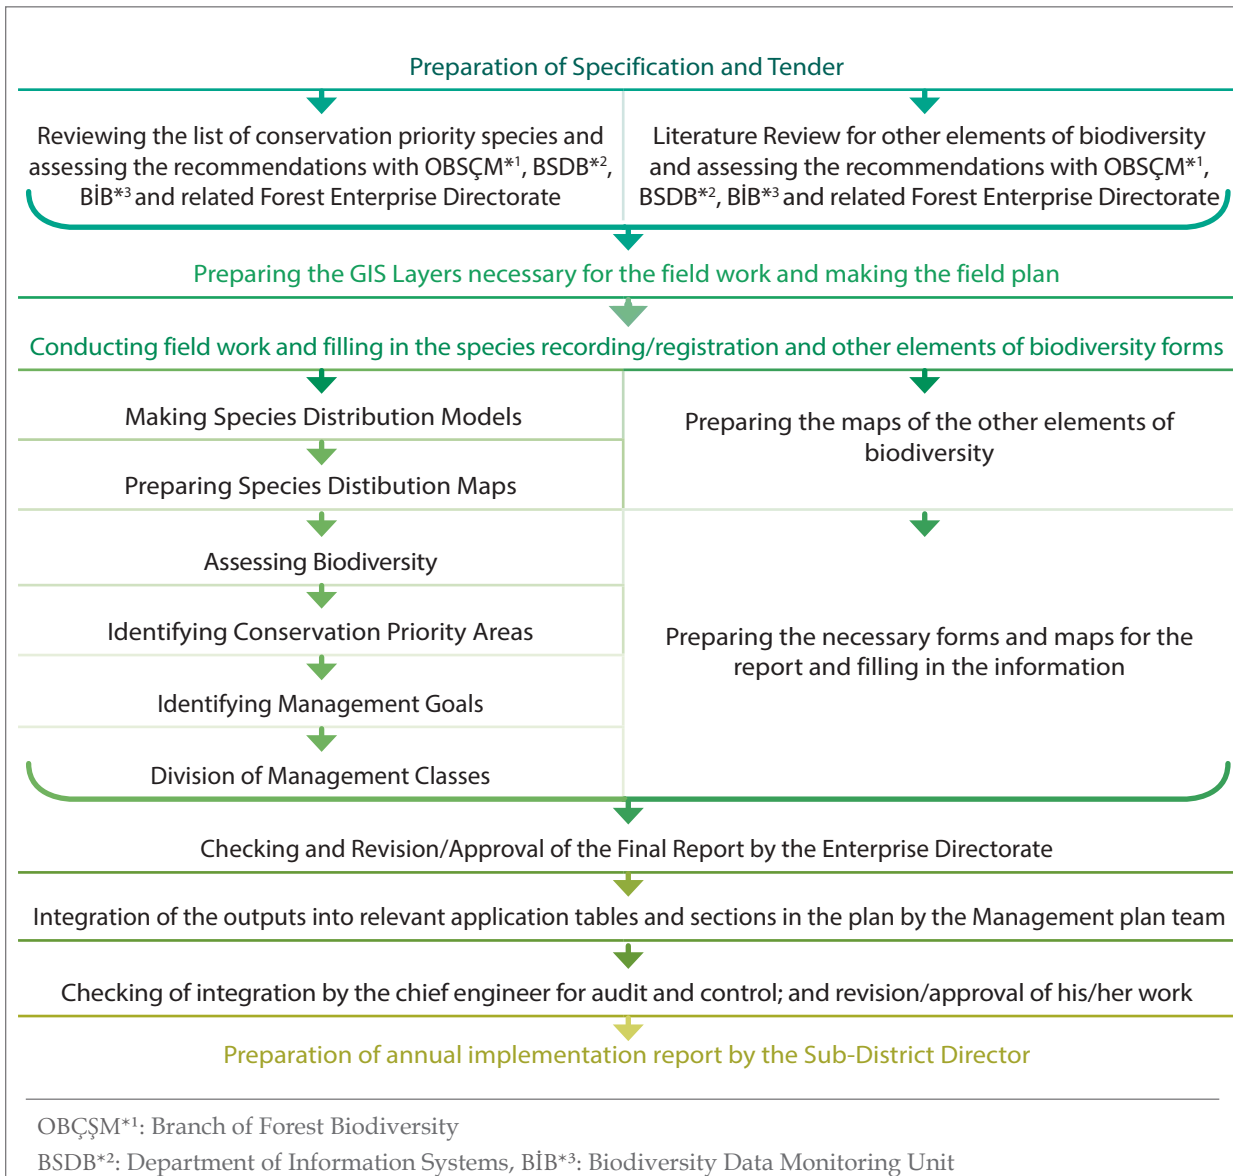 Preparation of Specification and Tender
Reviewing the list of conservation priority species and
assessing the recommendations with OBSÇM*1, BSDB*2,
BİB*3 and related Forest Enterprise Directorate
Literature Review for other elements of biodiversity
and assessing the recommendations with OBSÇM*1,
BSDB*2, BİB*3 and related Forest Enterprise Directorate
Preparing the GIS Layers necessary for the field work and making the field plan
Conducting field work and filling in the species recording/registration and other elements of biodiversity forms
Making Species Distribution Models
Preparing Species Distibution Maps
Assessing Biodiversity
Identifying Conservation Priority Areas
Identifying Management Goals
Division of Management Classes
Preparing the maps of the other elements of
biodiversity
Preparing the necessary forms and maps for the
report and filling in the information
Checking and Revision/Approval of the Final Report by the Enterprise Directorate
Integration of the outputs into relevant application tables and sections in the plan by the Management plan team
Checking of integration by the chief engineer for audit and control; and revision/approval of his/her work
Preparation of annual implementation report by the Sub-District Director
OBÇŞM*1: Branch of Forest Biodiversity
BSDB*2: Department of Information Systems, BİB*3: Biodiversity Data Monitoring Unit